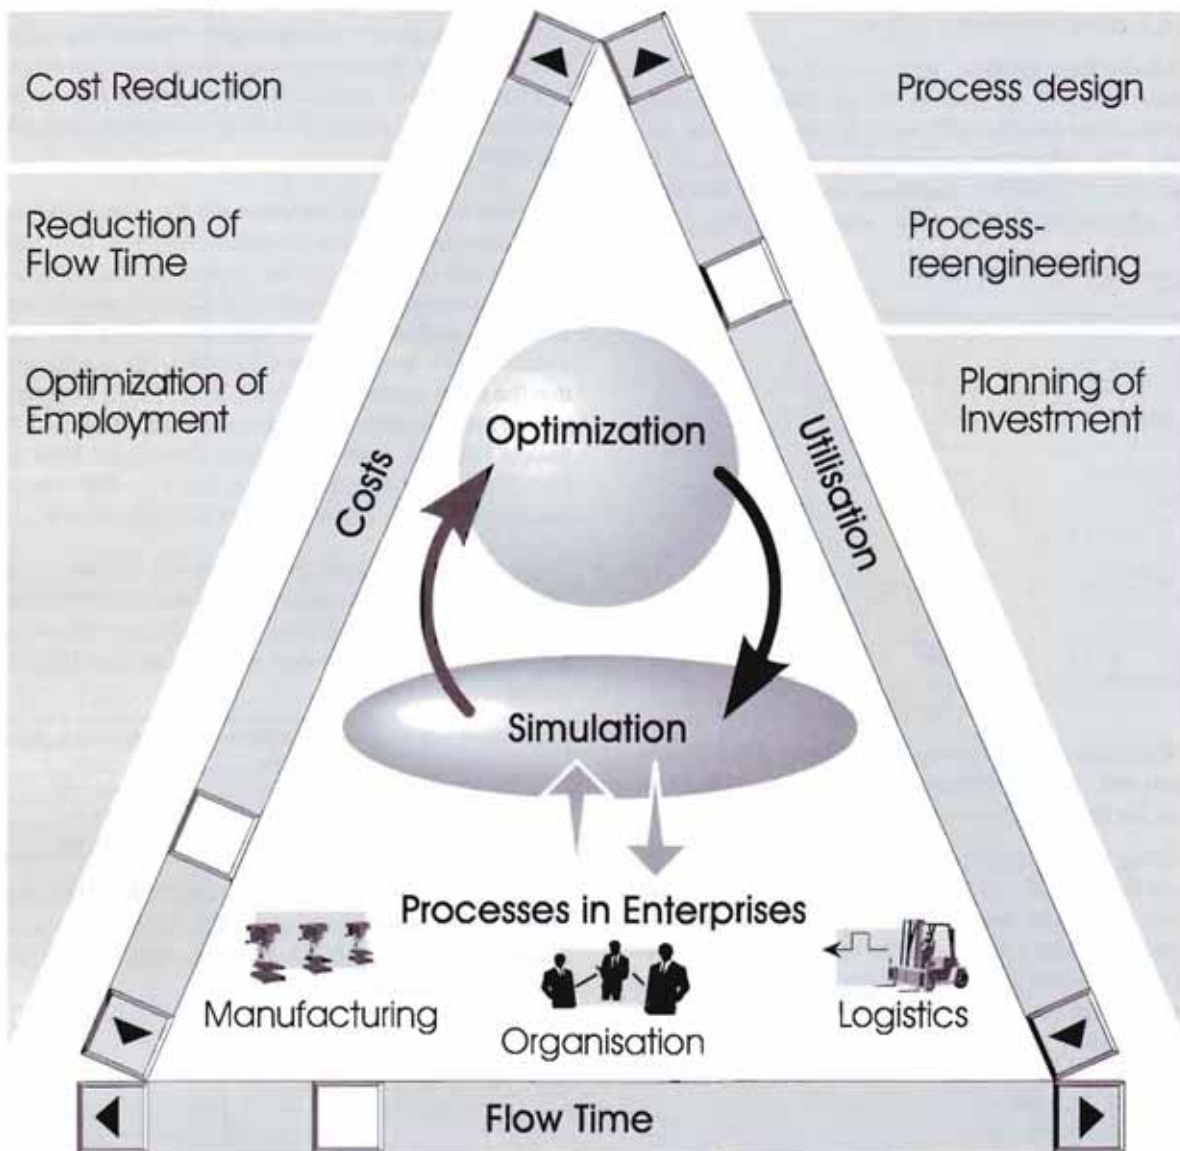 Cost Reduction
Process design
Reduction of
Flow Time
Process-
reengineering
Optimization of
Employment
Planning of
Investment
Costs
Utilisation
Optimization
Simulation
Processes in Enterprises
Manufacturing
Organisation
Logistics
Flow Time